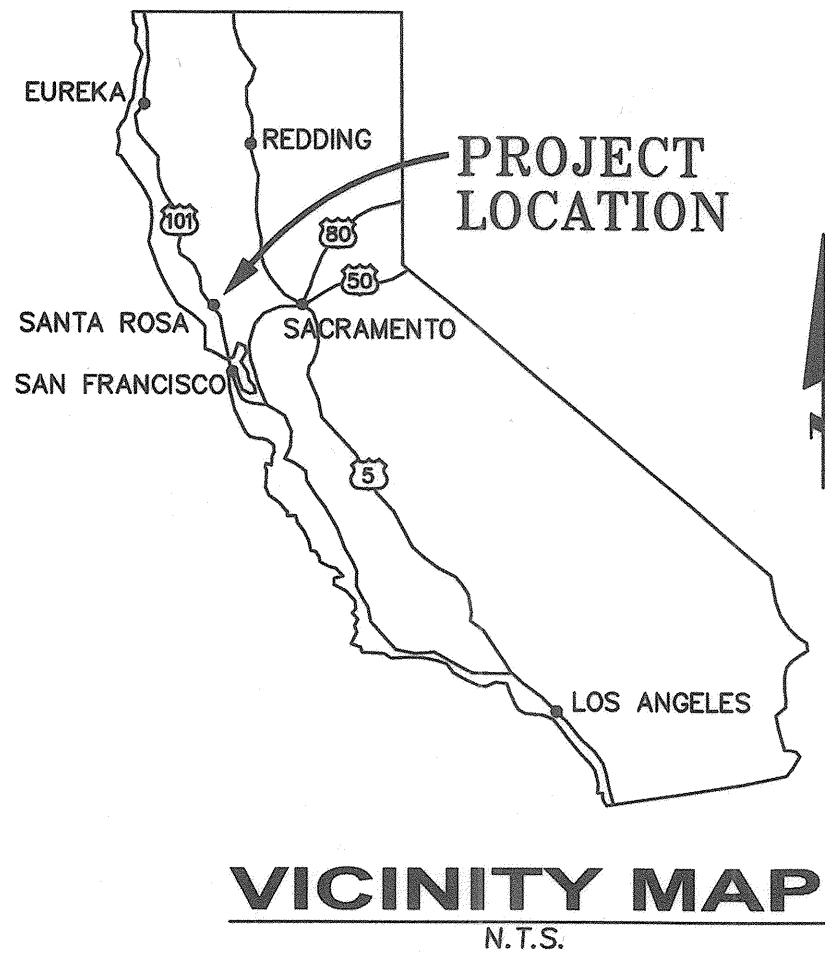 EUREKA
REDDING
PROJECT
LOCATION
101
80
50
SANTA ROSA
SACRAMENTO
SAN FRANCISCO
5
LOS ANGELES
VICINITY MAP
N.T.S.